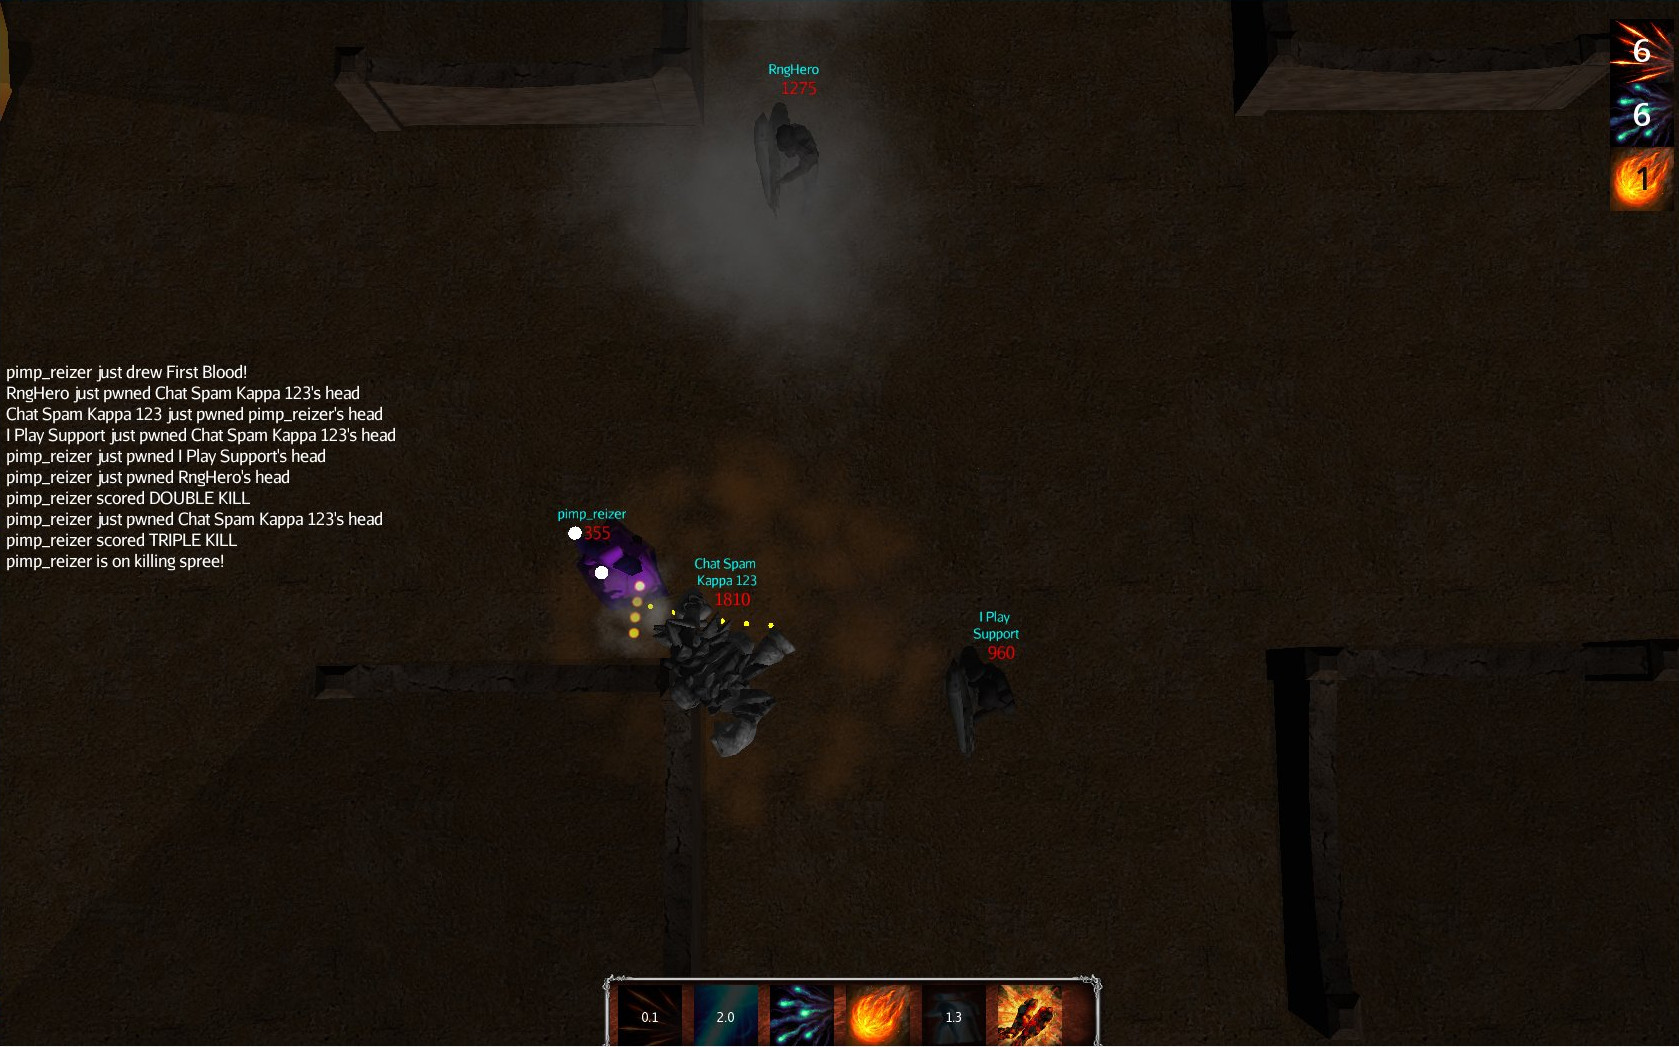 RngHero
1275
6
6
1
pimp_reizer just drew First Blood!
RngHero just pwned Chat Spam Kappa 123's head
Chat Spam Kappa 123 just pwned pimp_reizer's head
I Play Support just pwned Chat Spam Kappa 123's head
pimp_reizer just pwned I Play Support's head
pimp_reizer just pwned RngHero's head
pimp_reizer scored DOUBLE KILL
pimp_reizer just pwned Chat Spam Kappa 123's head
pimp_reizer scored TRIPLE KILL
pimp_reizer is on killing spree!
pimp_reizer
355
Chat Spam
Kappa 123
1810
I Play
Support
960
0.1 2.0 1.3